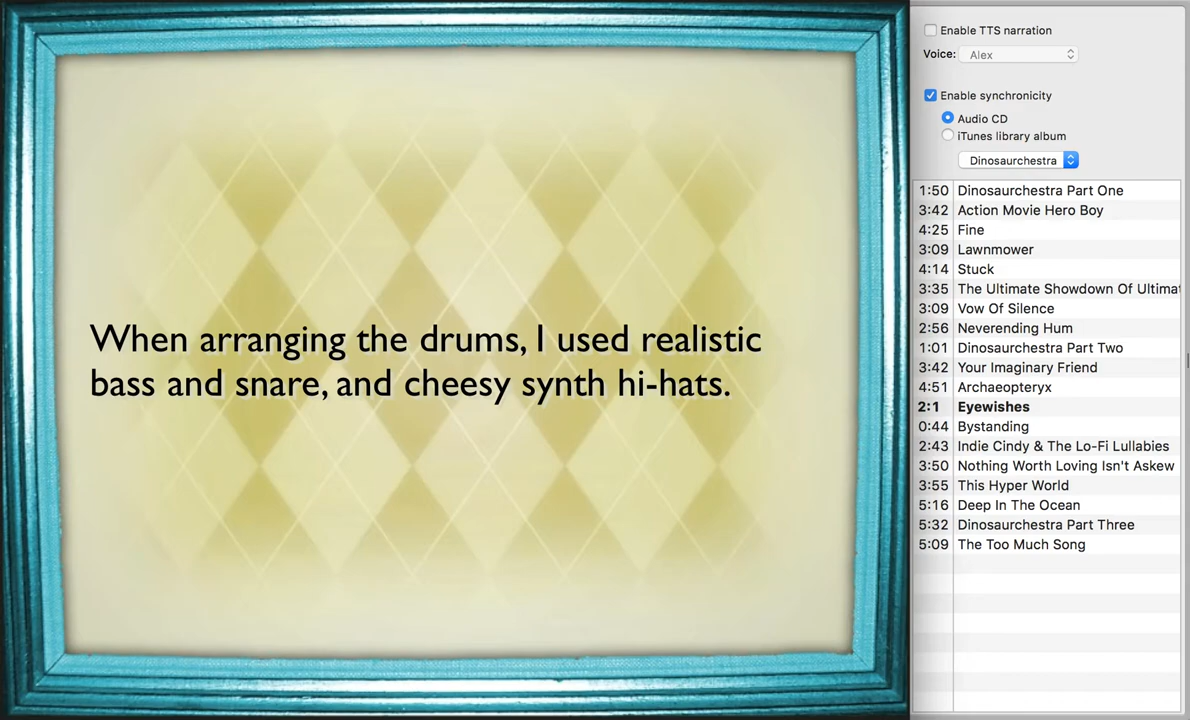 When arranging the drums, I used realistic
bass and snare, and cheesy synth hi-hats.
Enable TTS narration
Voice: Alex
Enable synchronicity
Audio CD
iTunes library album
Dinosaurchestra
1:50 Dinosaurchestra Part One
3:42 Action Movie Hero Boy
4:25 Fine
3:09 Lawnmower
4:14 Stuck
3:35 The Ultimate Showdown Of Ultimat
3:09 Vow Of Silence
2:56 Neverending Hum
1:01 Dinosaurchestra Part Two
3:42 Your Imaginary Friend
4:51 Archaeopteryx
2:1 Eyewishes
0:44 Bystanding
2:43 Indie Cindy & The Lo-Fi Lullabies
3:50 Nothing Worth Loving Isn't Askew
3:55 This Hyper World
5:16 Deep In The Ocean
5:32 Dinosaurchestra Part Three
5:09 The Too Much Song